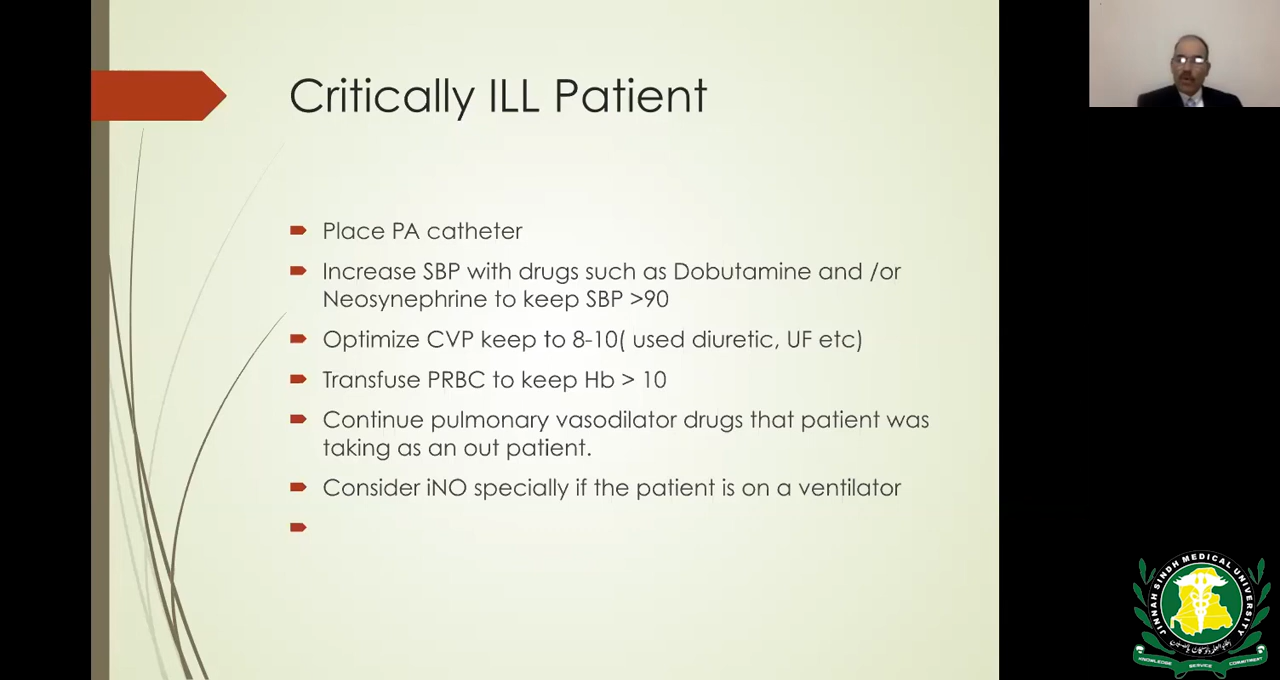 Critically ILL Patient
Place PA catheter
Increase SBP with drugs such as Dobutamine and /or
Neosynephrine to keep SBP >90
Optimize CVP keep to 8-10( used diuretic, UF etc)
Transfuse PRBC to keep Hb > 10
Continue pulmonary vasodilator drugs that patient was
taking as an out patient.
Consider iNO specially if the patient is on a ventilator
JINNAH SINDH MEDICAL UNIVERSITY
KNOWLEDGE SERVICE COMMITMENT